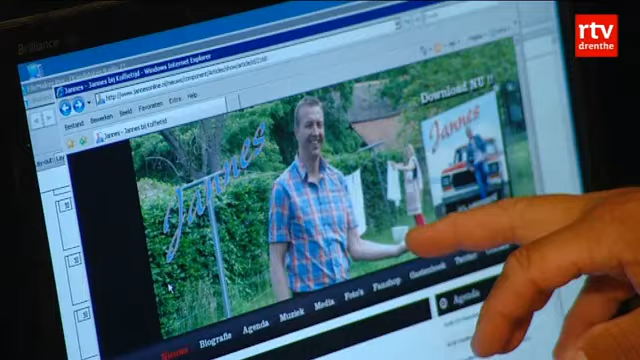 rtv
drenthe
Brilliance
Jannes - Jannes bij Koffietijd - Windows Internet Explorer
Bestand Bewerken Beeld Favorieten Extra Help
Jannes - Jannes bij Koffietijd
Download NU !
Jannes
Jannes
Nieuws Biografie Agenda Muziek Media Foto's Fanshop Gastenboek Twitter
Agenda